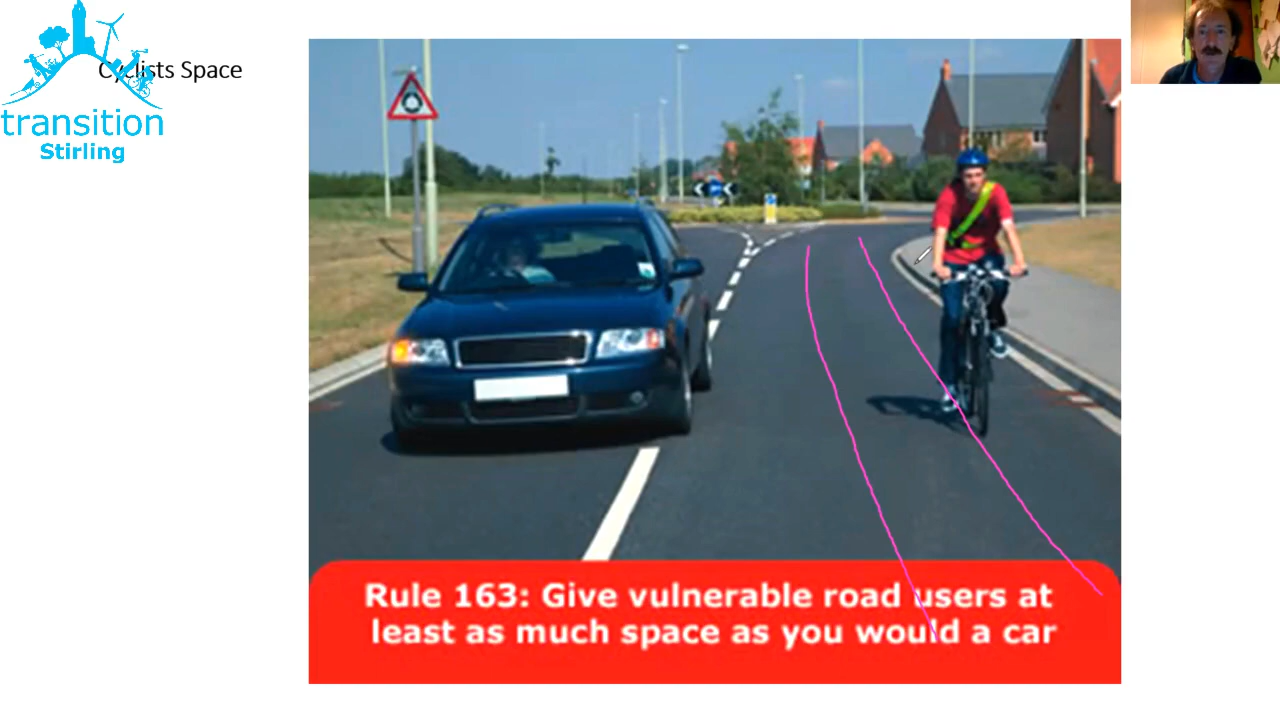 Cyclists Space
transition
Stirling
Rule 163: Give vulnerable road users at
least as much space as you would a car